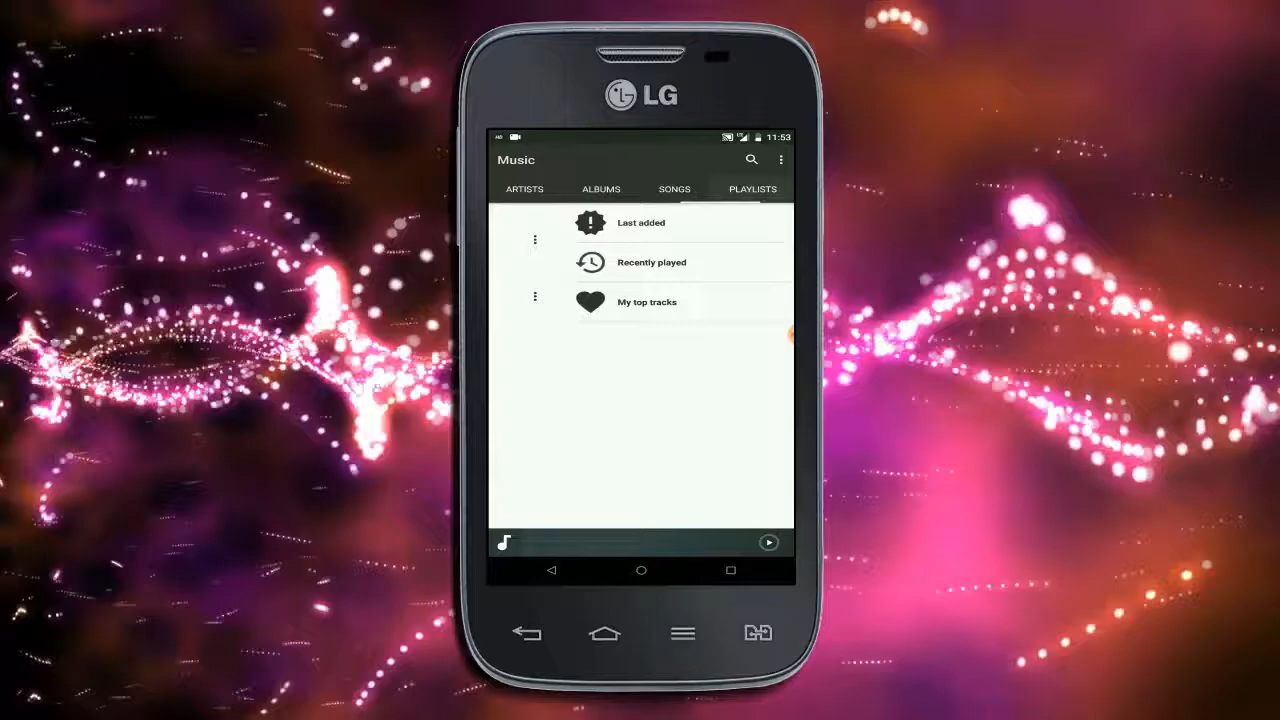 LG
11:53
Music
ARTISTS ALBUMS SONGS PLAYLISTS
Last added
Recently played
My top tracks